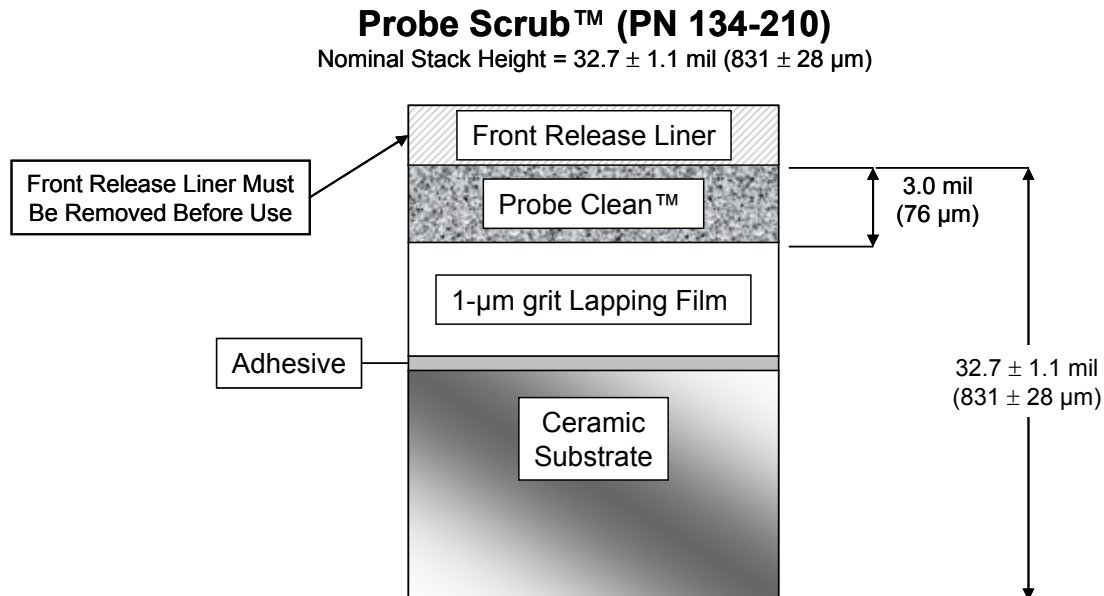 Probe Scrub™ (PN 134-210)
Nominal Stack Height = 32.7 ± 1.1 mil (831 ± 28 µm)
Front Release Liner
Front Release Liner Must
Be Removed Before Use
Probe Clean™
3.0 mil
(76 µm)
1-µm grit Lapping Film
Adhesive
32.7 ± 1.1 mil
(831 ± 28 µm)
Ceramic
Substrate